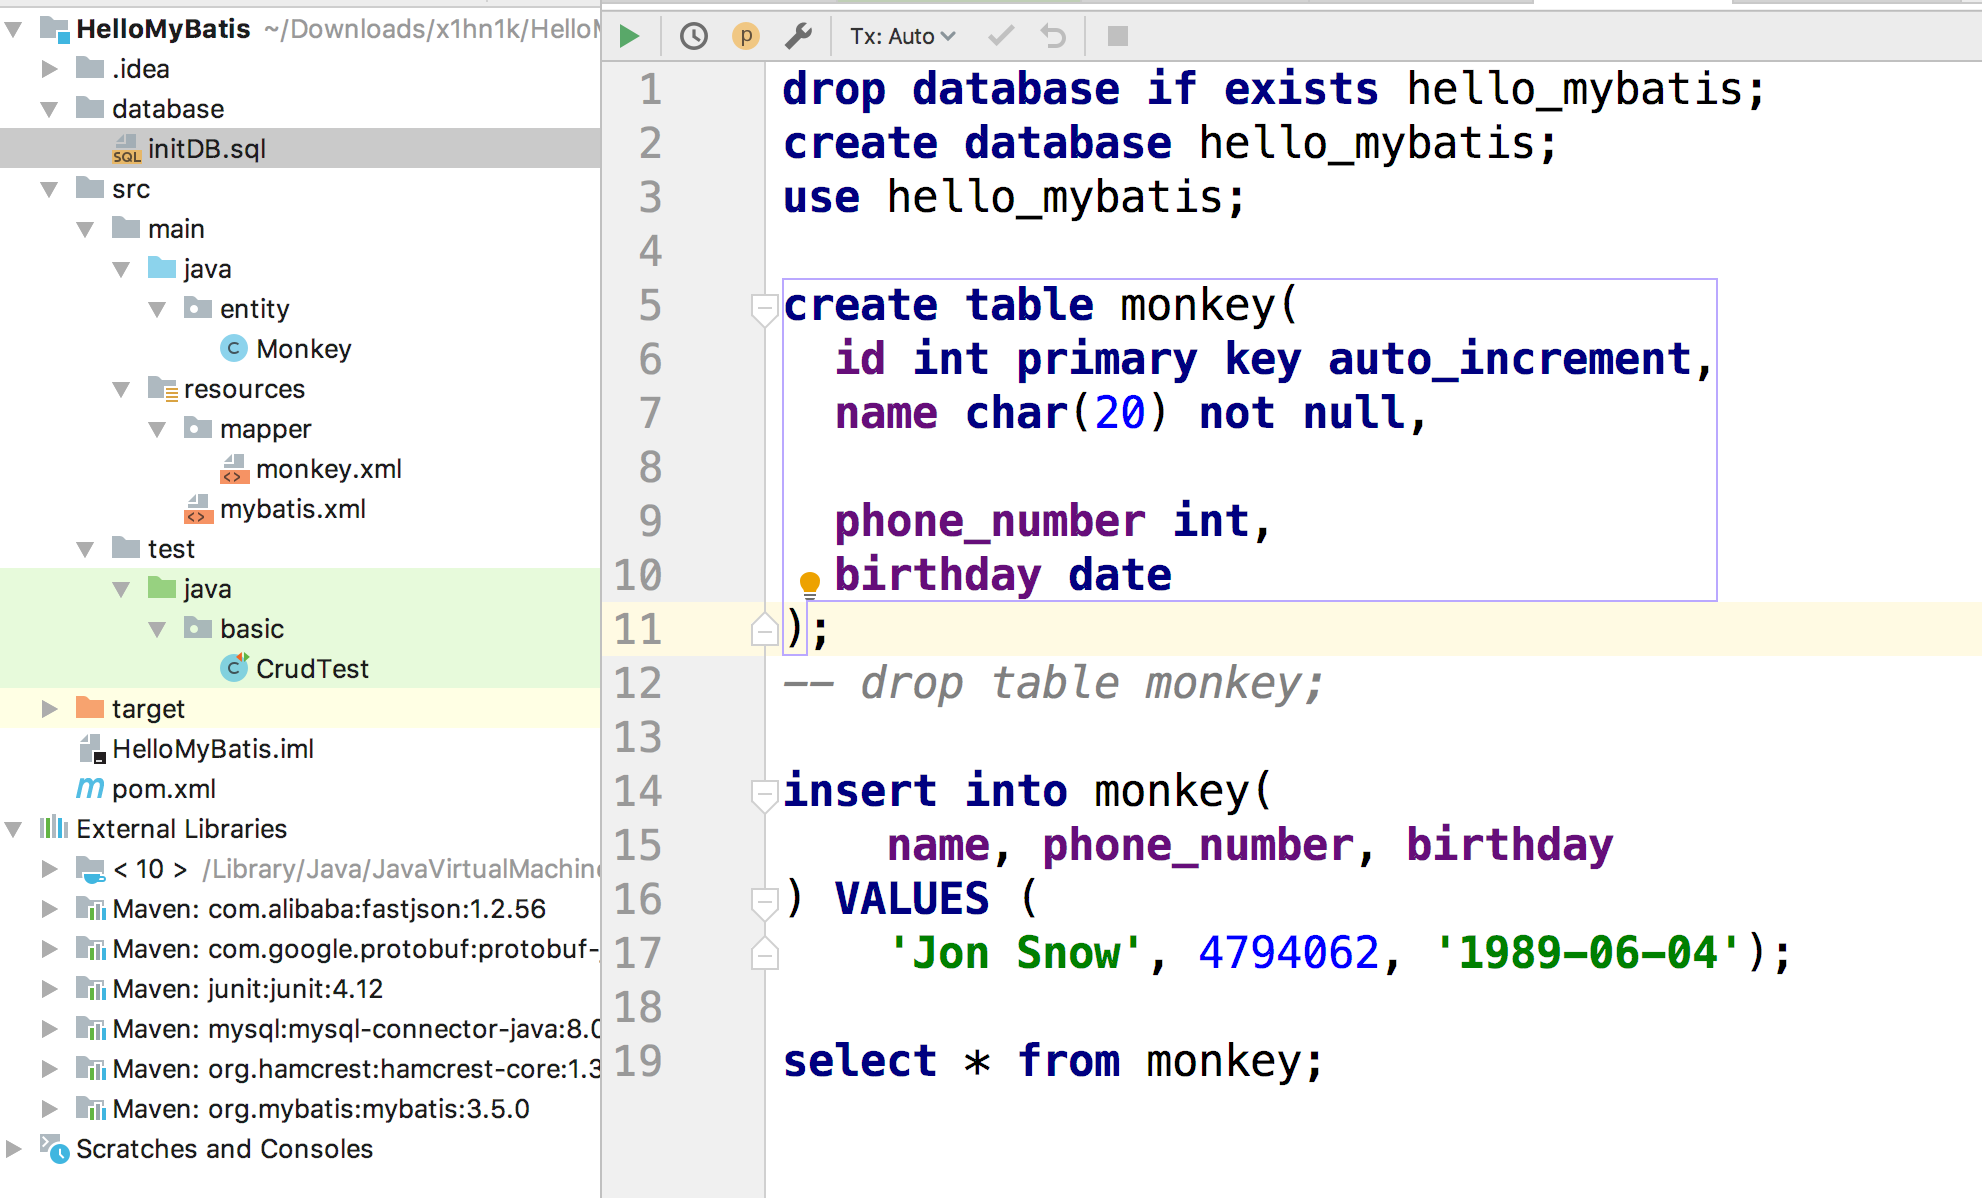 HelloMyBatis ~/Downloads/x1hn1k/Hello
.idea
database
initDB.sql
src
main
java
entity
Monkey
resources
mapper
monkey.xml
mybatis.xml
test
java
basic
CrudTest
target
HelloMyBatis.iml
pom.xml
External Libraries
< 10 > /Library/Java/JavaVirtualMachin
Maven: com.alibaba:fastjson:1.2.56
Maven: com.google.protobuf:protobuf-
Maven: junit:junit:4.12
Maven: mysql:mysql-connector-java:8.0
Maven: org.hamcrest:hamcrest-core:1.3
Maven: org.mybatis:mybatis:3.5.0
Scratches and Consoles
Tx: Auto
1 drop database if exists hello_mybatis;
2 create database hello_mybatis;
3 use hello_mybatis;
4
5 create table monkey(
6 id int primary key auto_increment,
7 name char(20) not null,
8
9 phone_number int,
10 birthday date
11 );
12 -- drop table monkey;
13
14 insert into monkey(
15 name, phone_number, birthday
16 ) VALUES (
17 'Jon Snow', 4794062, '1989-06-04');
18
19 select * from monkey;